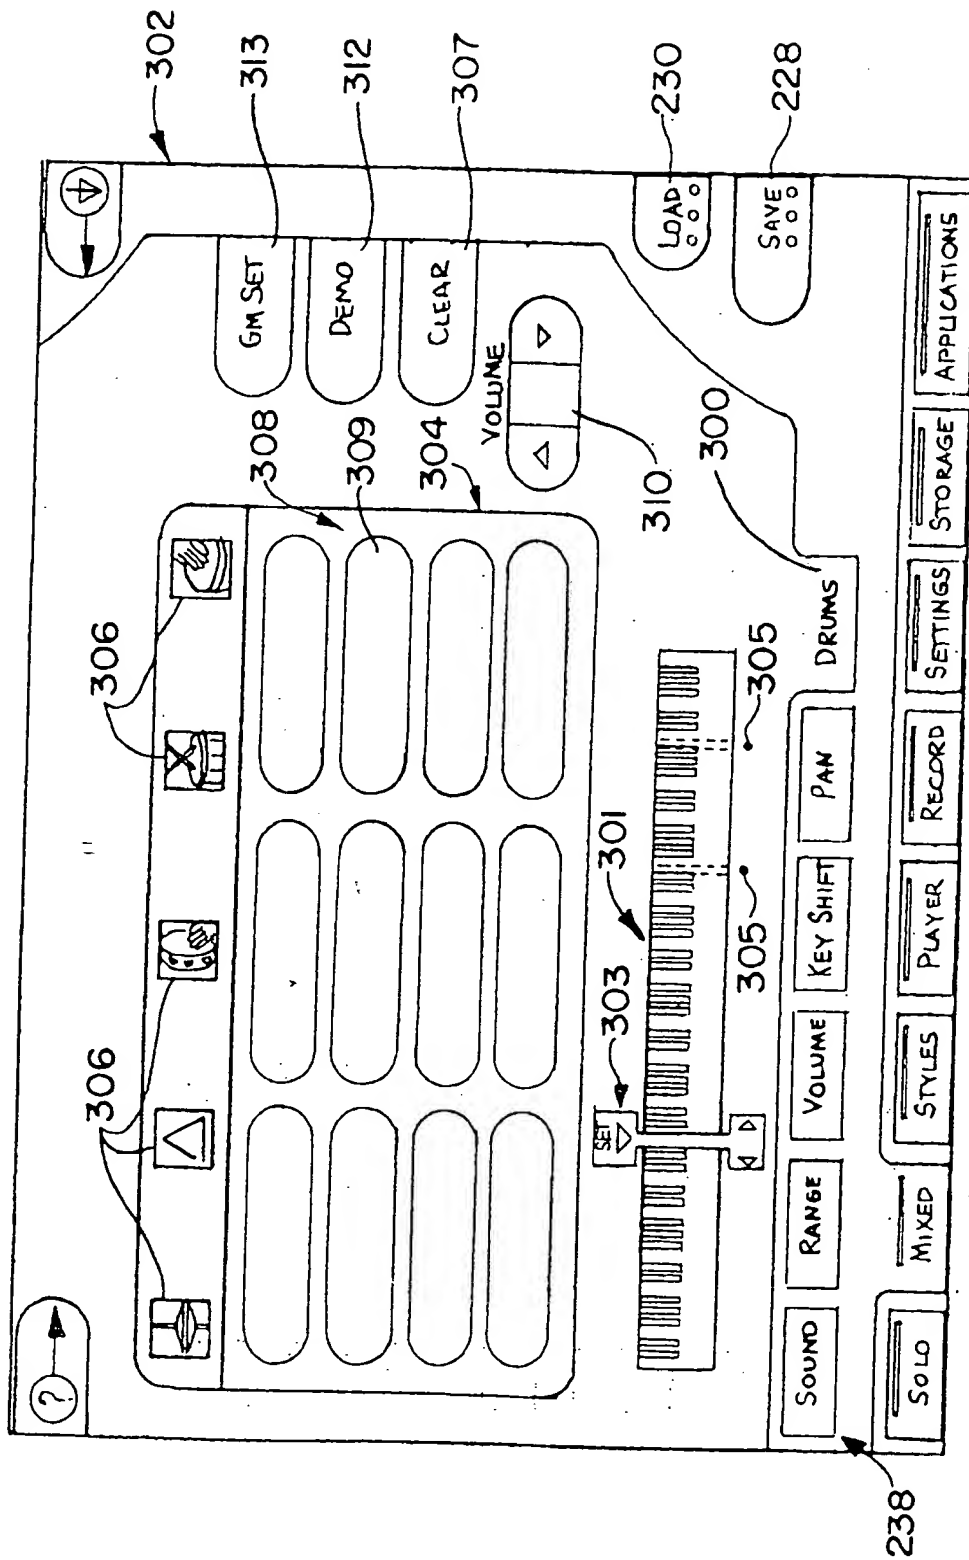 302
313
312
307
230
228
GM SET
DEMO
CLEAR
LOAD
SAVE
VOLUME
310
308
309
304
306
306
301
303
SET
305
305
300
SOUND
RANGE
VOLUME
KEY SHIFT
PAN
DRUMS
238
SOLO
MIXED
STYLES
PLAYER
RECORD
SETTINGS
STORAGE
APPLICATIONS
?